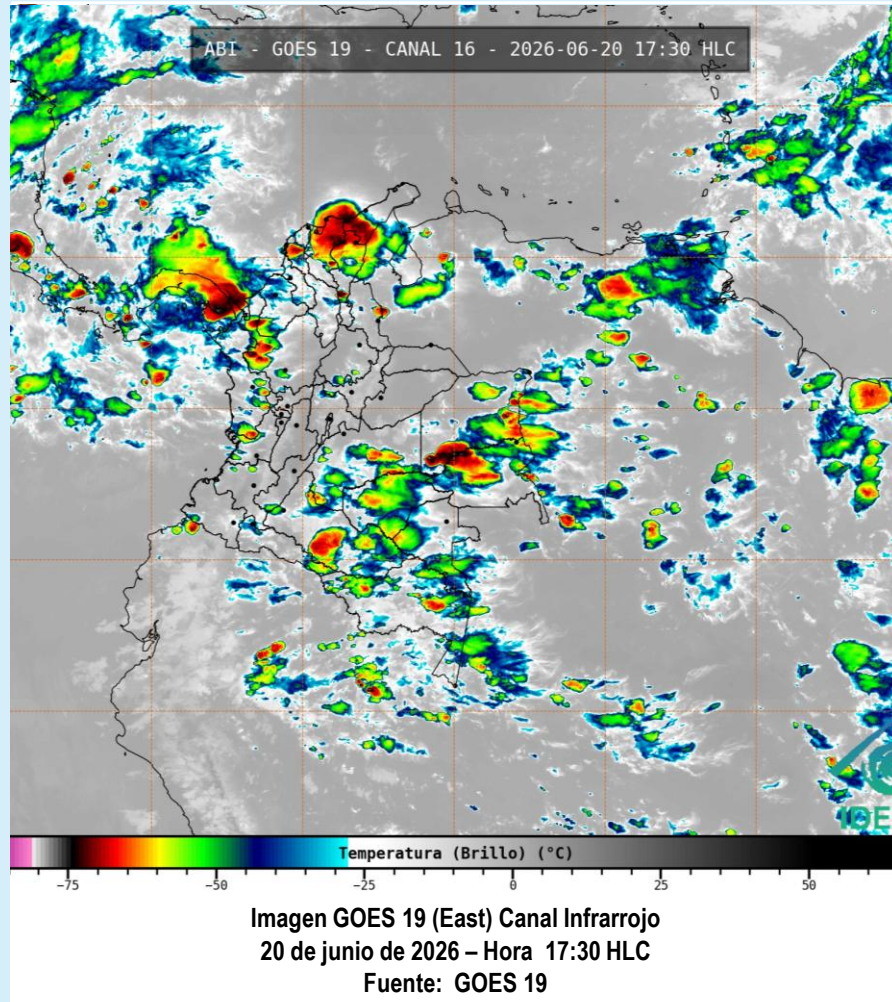 ABI - GOES 19 - CANAL 16 - 2026-06-20 17:30 HLC
Temperatura (Brillo) (°C)
−75 −50 −25 0 25 50
Imagen GOES 19 (East) Canal Infrarrojo
20 de junio de 2026 – Hora 17:30 HLC
Fuente: GOES 19